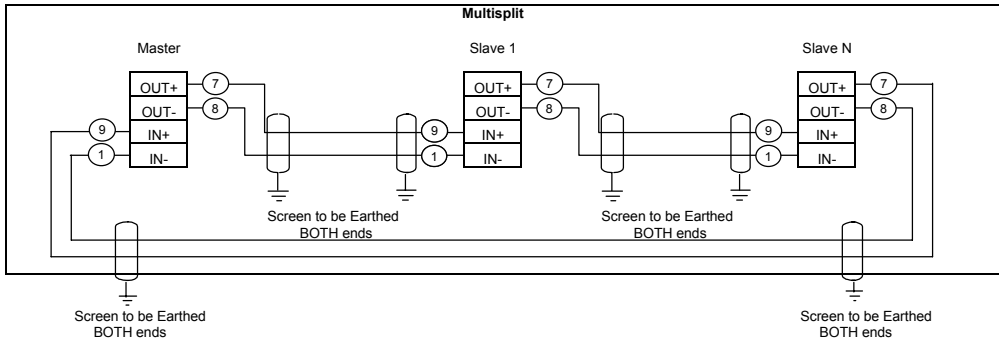 Multisplit
Master
Slave 1
Slave N
OUT+
7
OUT-
8
9
IN+
1
IN-
OUT+
7
OUT-
8
9
IN+
1
IN-
OUT+
7
OUT-
8
9
IN+
1
IN-
Screen to be Earthed
BOTH ends
Screen to be Earthed
BOTH ends
Screen to be Earthed
BOTH ends
Screen to be Earthed
BOTH ends